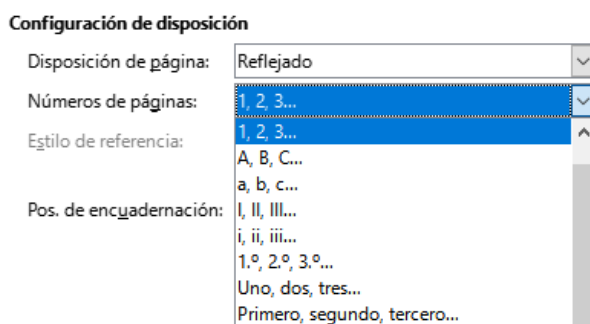 Configuración de disposición
Disposición de página: Reflejado
Números de páginas: 1, 2, 3...
1, 2, 3...
Estilo de referencia:
A, B, C...
a, b, c...
Pos. de encuadernación: I, II, III...
i, ii, iii...
1.º, 2.º, 3.º...
Uno, dos, tres...
Primero, segundo, tercero...